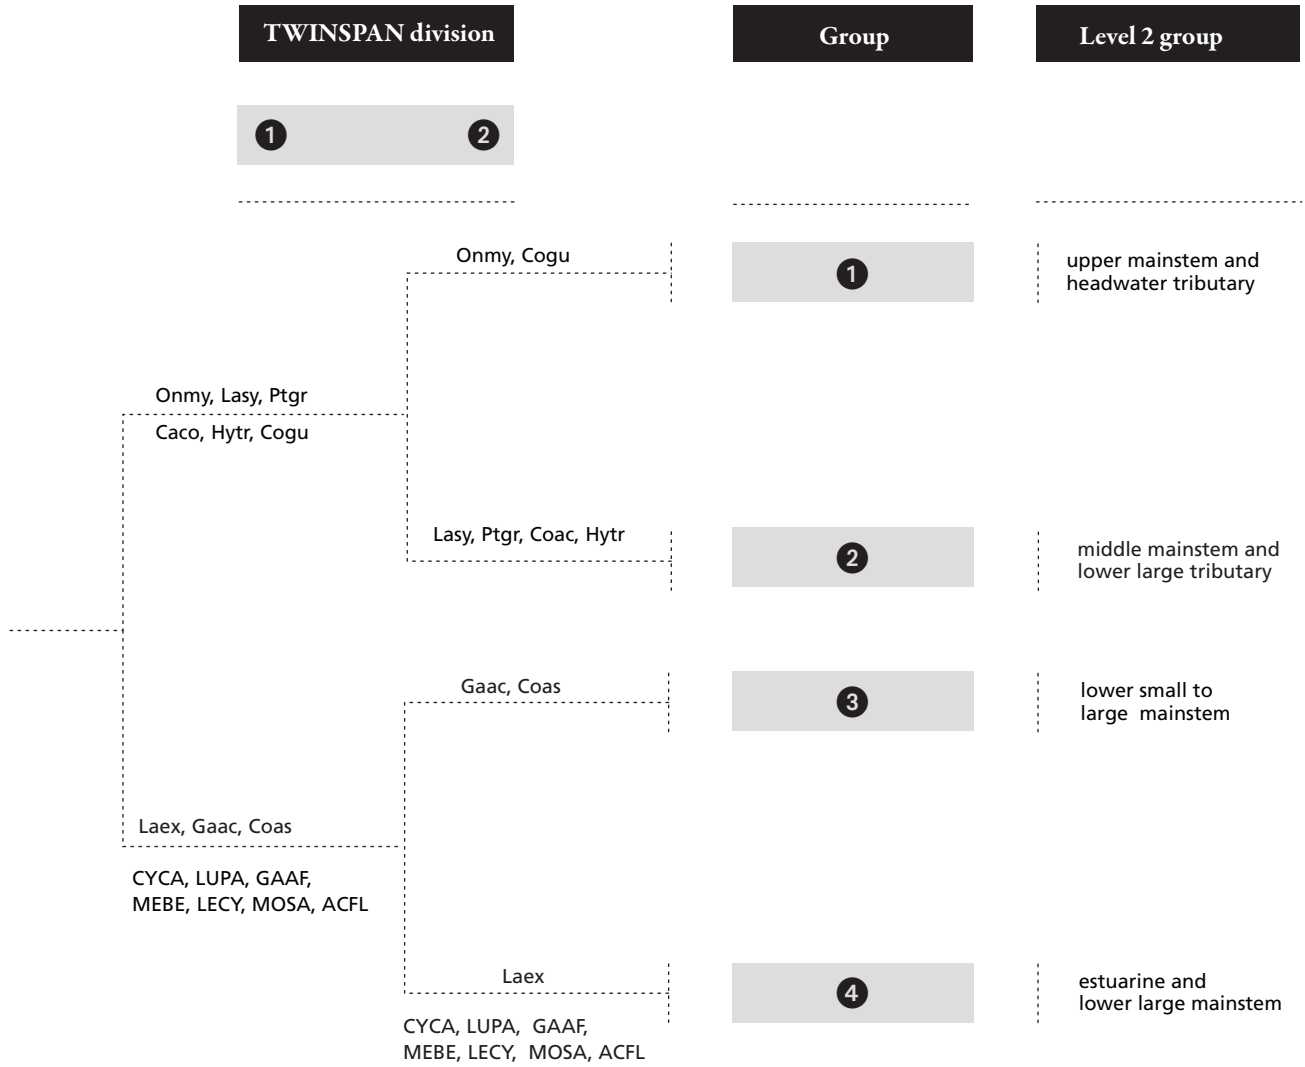 TWINSPAN division
Group
Level 2 group
1 2
Onmy, Cogu
1
upper mainstem and
headwater tributary
Onmy, Lasy, Ptgr
Caco, Hytr, Cogu
Lasy, Ptgr, Coac, Hytr
2
middle mainstem and
lower large tributary
Gaac, Coas
3
lower small to
large mainstem
Laex, Gaac, Coas
CYCA, LUPA, GAAF,
MEBE, LECY, MOSA, ACFL
Laex
4
estuarine and
lower large mainstem
CYCA, LUPA, GAAF,
MEBE, LECY, MOSA, ACFL